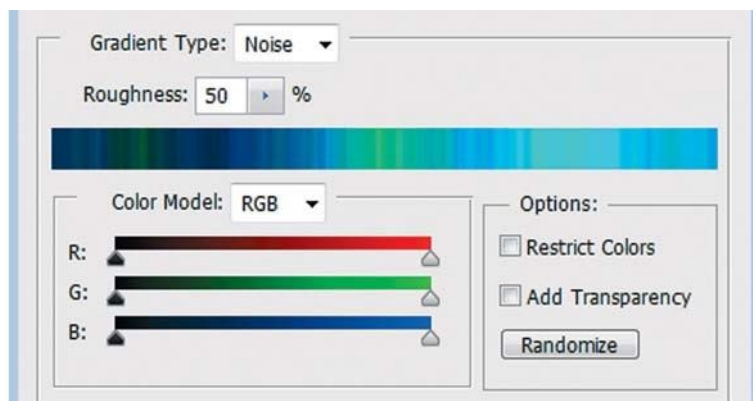 Gradient Type: Noise
Roughness: 50 %
Color Model: RGB
R:
G:
B:
Options:
Restrict Colors
Add Transparency
Randomize